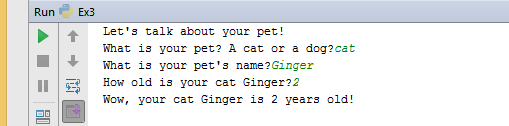 Run Ex3
Let's talk about your pet!
What is your pet? A cat or a dog?cat
What is your pet's name?Ginger
How old is your cat Ginger?2
Wow, your cat Ginger is 2 years old!